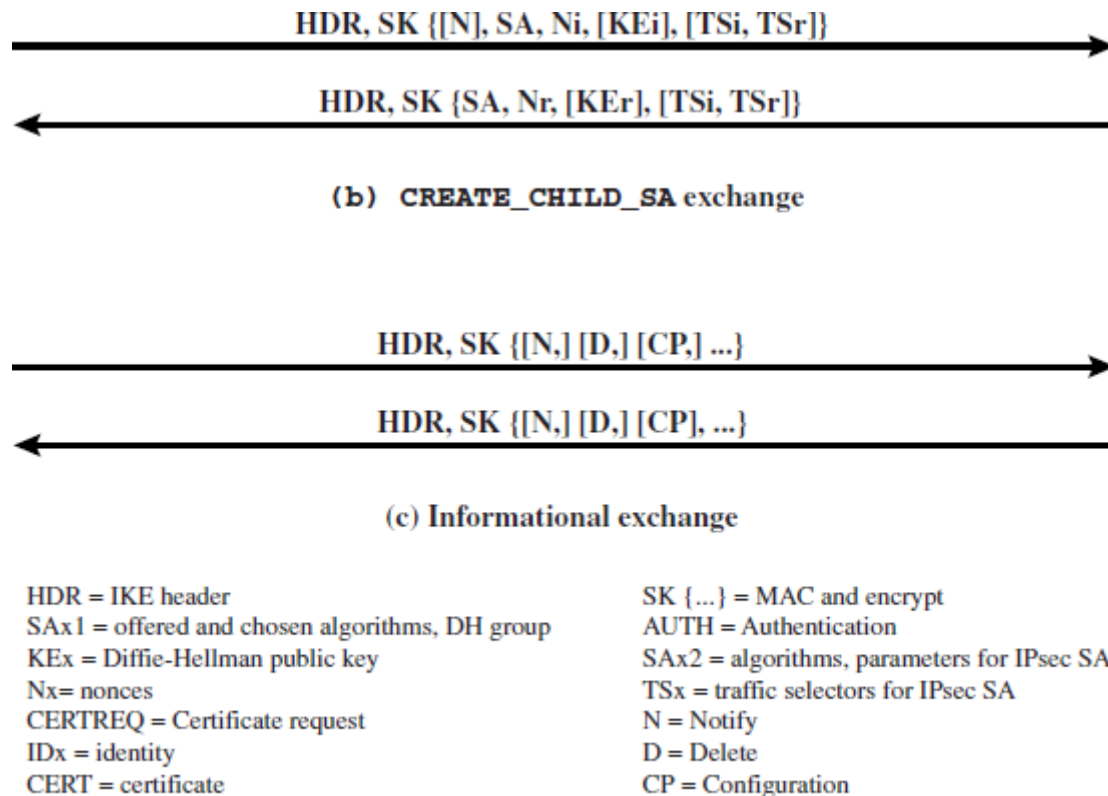 HDR, SK {[N], SA, Ni, [KEi], [TSi, TSr]}
HDR, SK {SA, Nr, [KEr], [TSi, TSr]}
(b) CREATE_CHILD_SA exchange
HDR, SK {[N,] [D,] [CP,] ...}
HDR, SK {[N,] [D,] [CP], ...}
(c) Informational exchange
HDR = IKE header
SAx1 = offered and chosen algorithms, DH group
KEx = Diffie-Hellman public key
Nx= nonces
CERTREQ = Certificate request
IDx = identity
CERT = certificate
SK {...} = MAC and encrypt
AUTH = Authentication
SAx2 = algorithms, parameters for IPsec SA
TSx = traffic selectors for IPsec SA
N = Notify
D = Delete
CP = Configuration